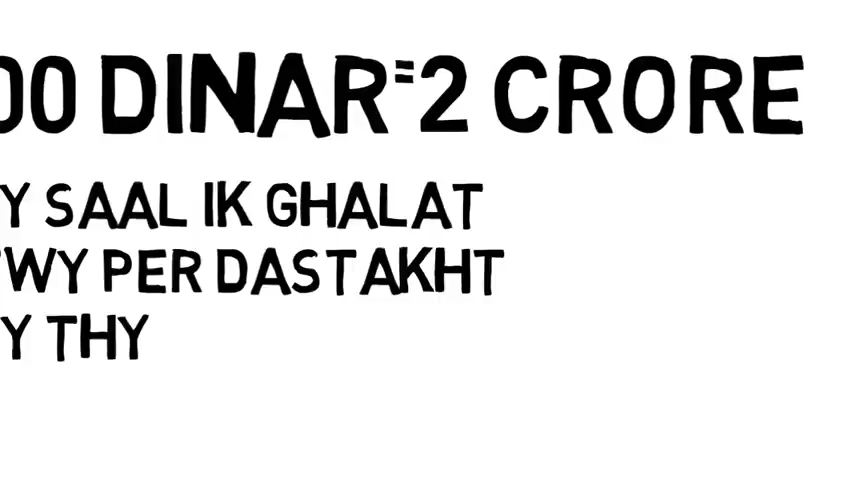 00 DINAR=2 CRORE
Y SAAL IK GHALAT
'WY PER DASTAKHT
Y THY